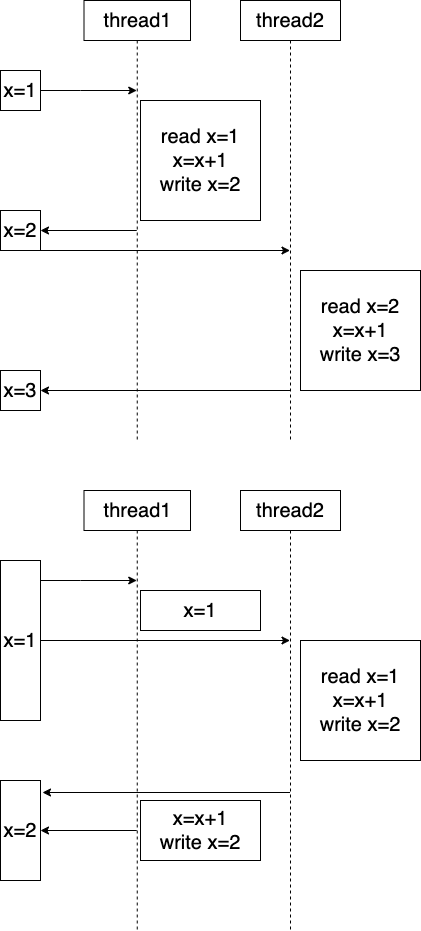 thread1
thread2
x=1
read x=1
x=x+1
write x=2
x=2
read x=2
x=x+1
write x=3
x=3
thread1
thread2
x=1
x=1
read x=1
x=x+1
write x=2
x=2
x=x+1
write x=2